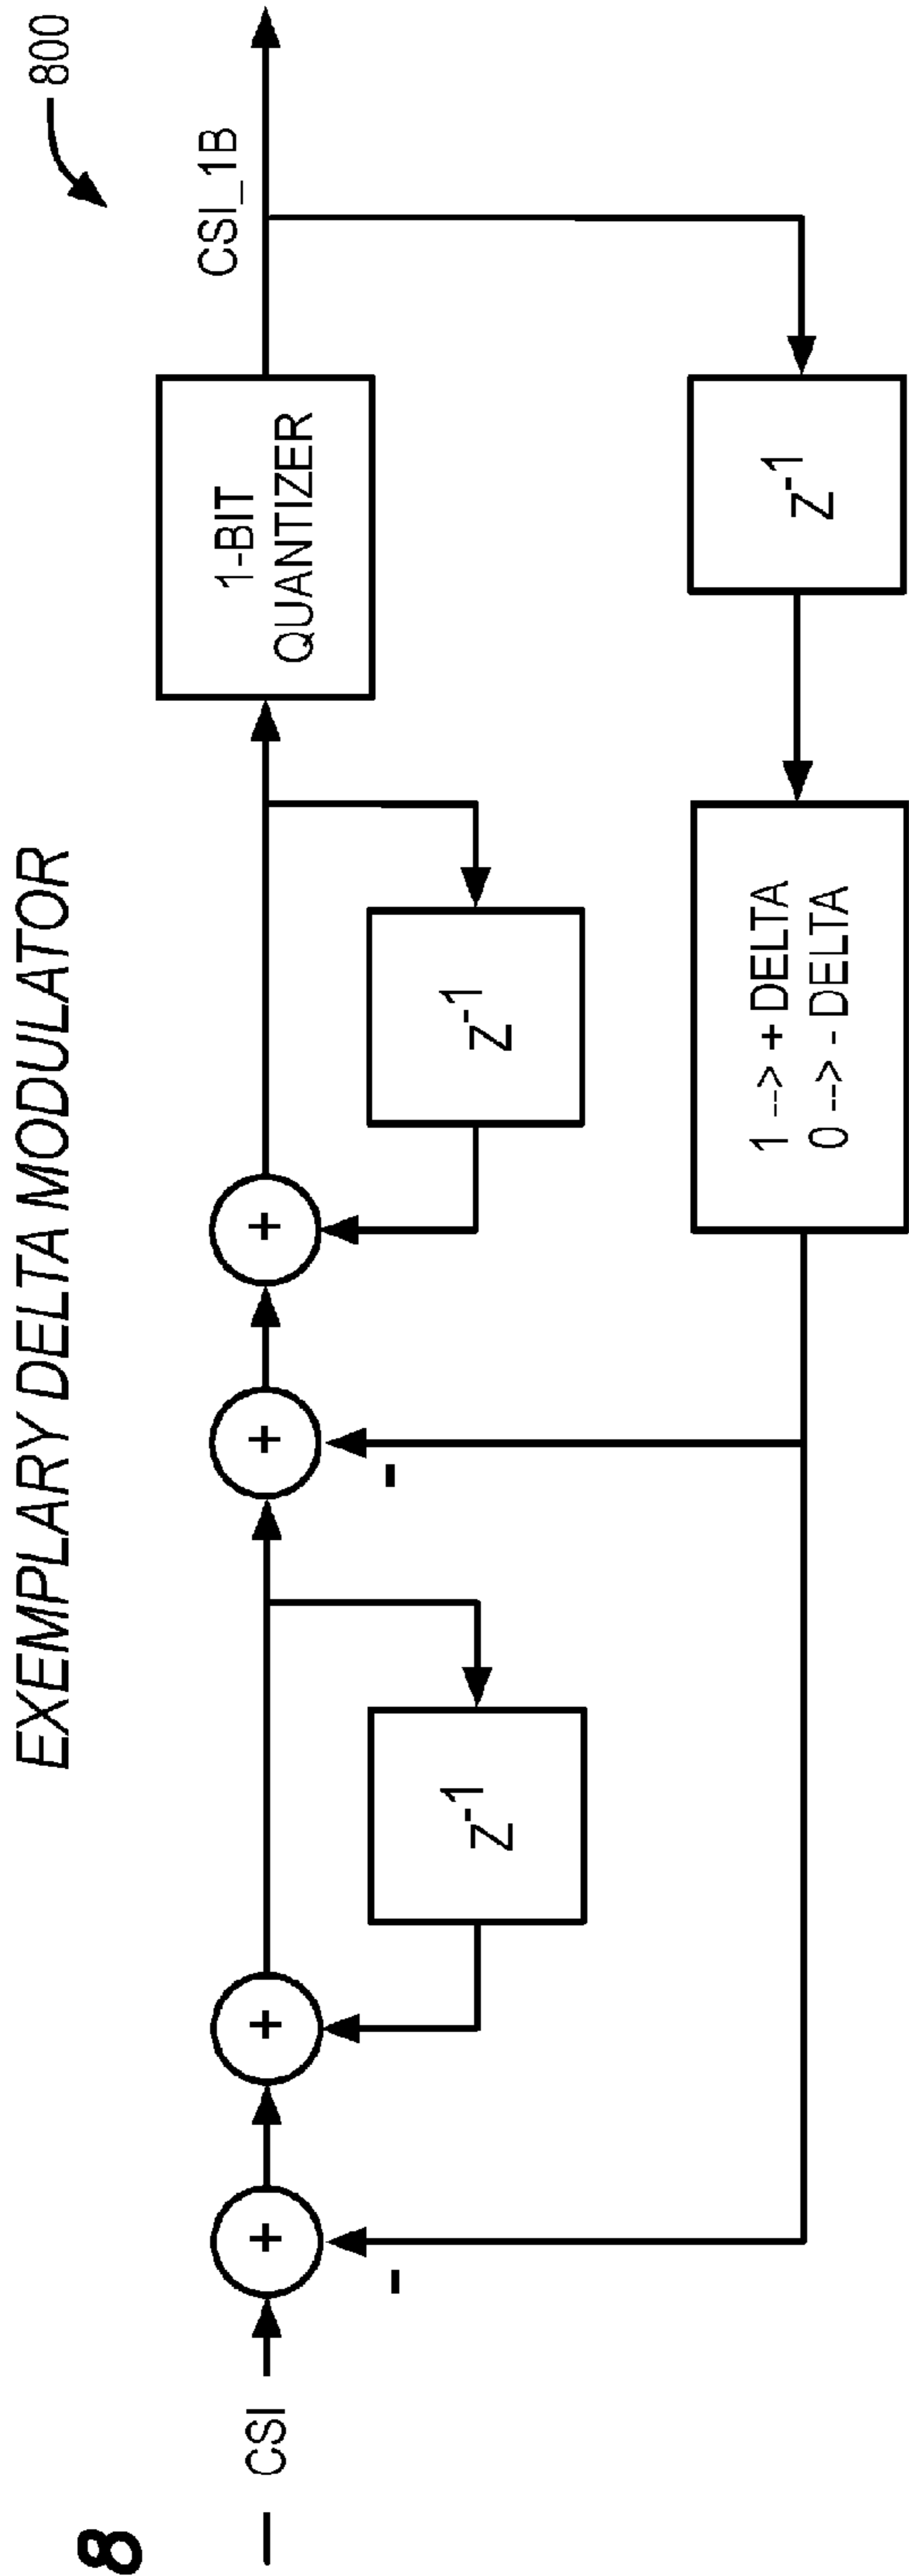 8
EXEMPLARY DELTA MODULATOR
800
CSI
Z-1
Z-1
1-BIT
QUANTIZER
CSI_1B
1 --> + DELTA
0 --> - DELTA
Z-1
+
+
+
+
-
-